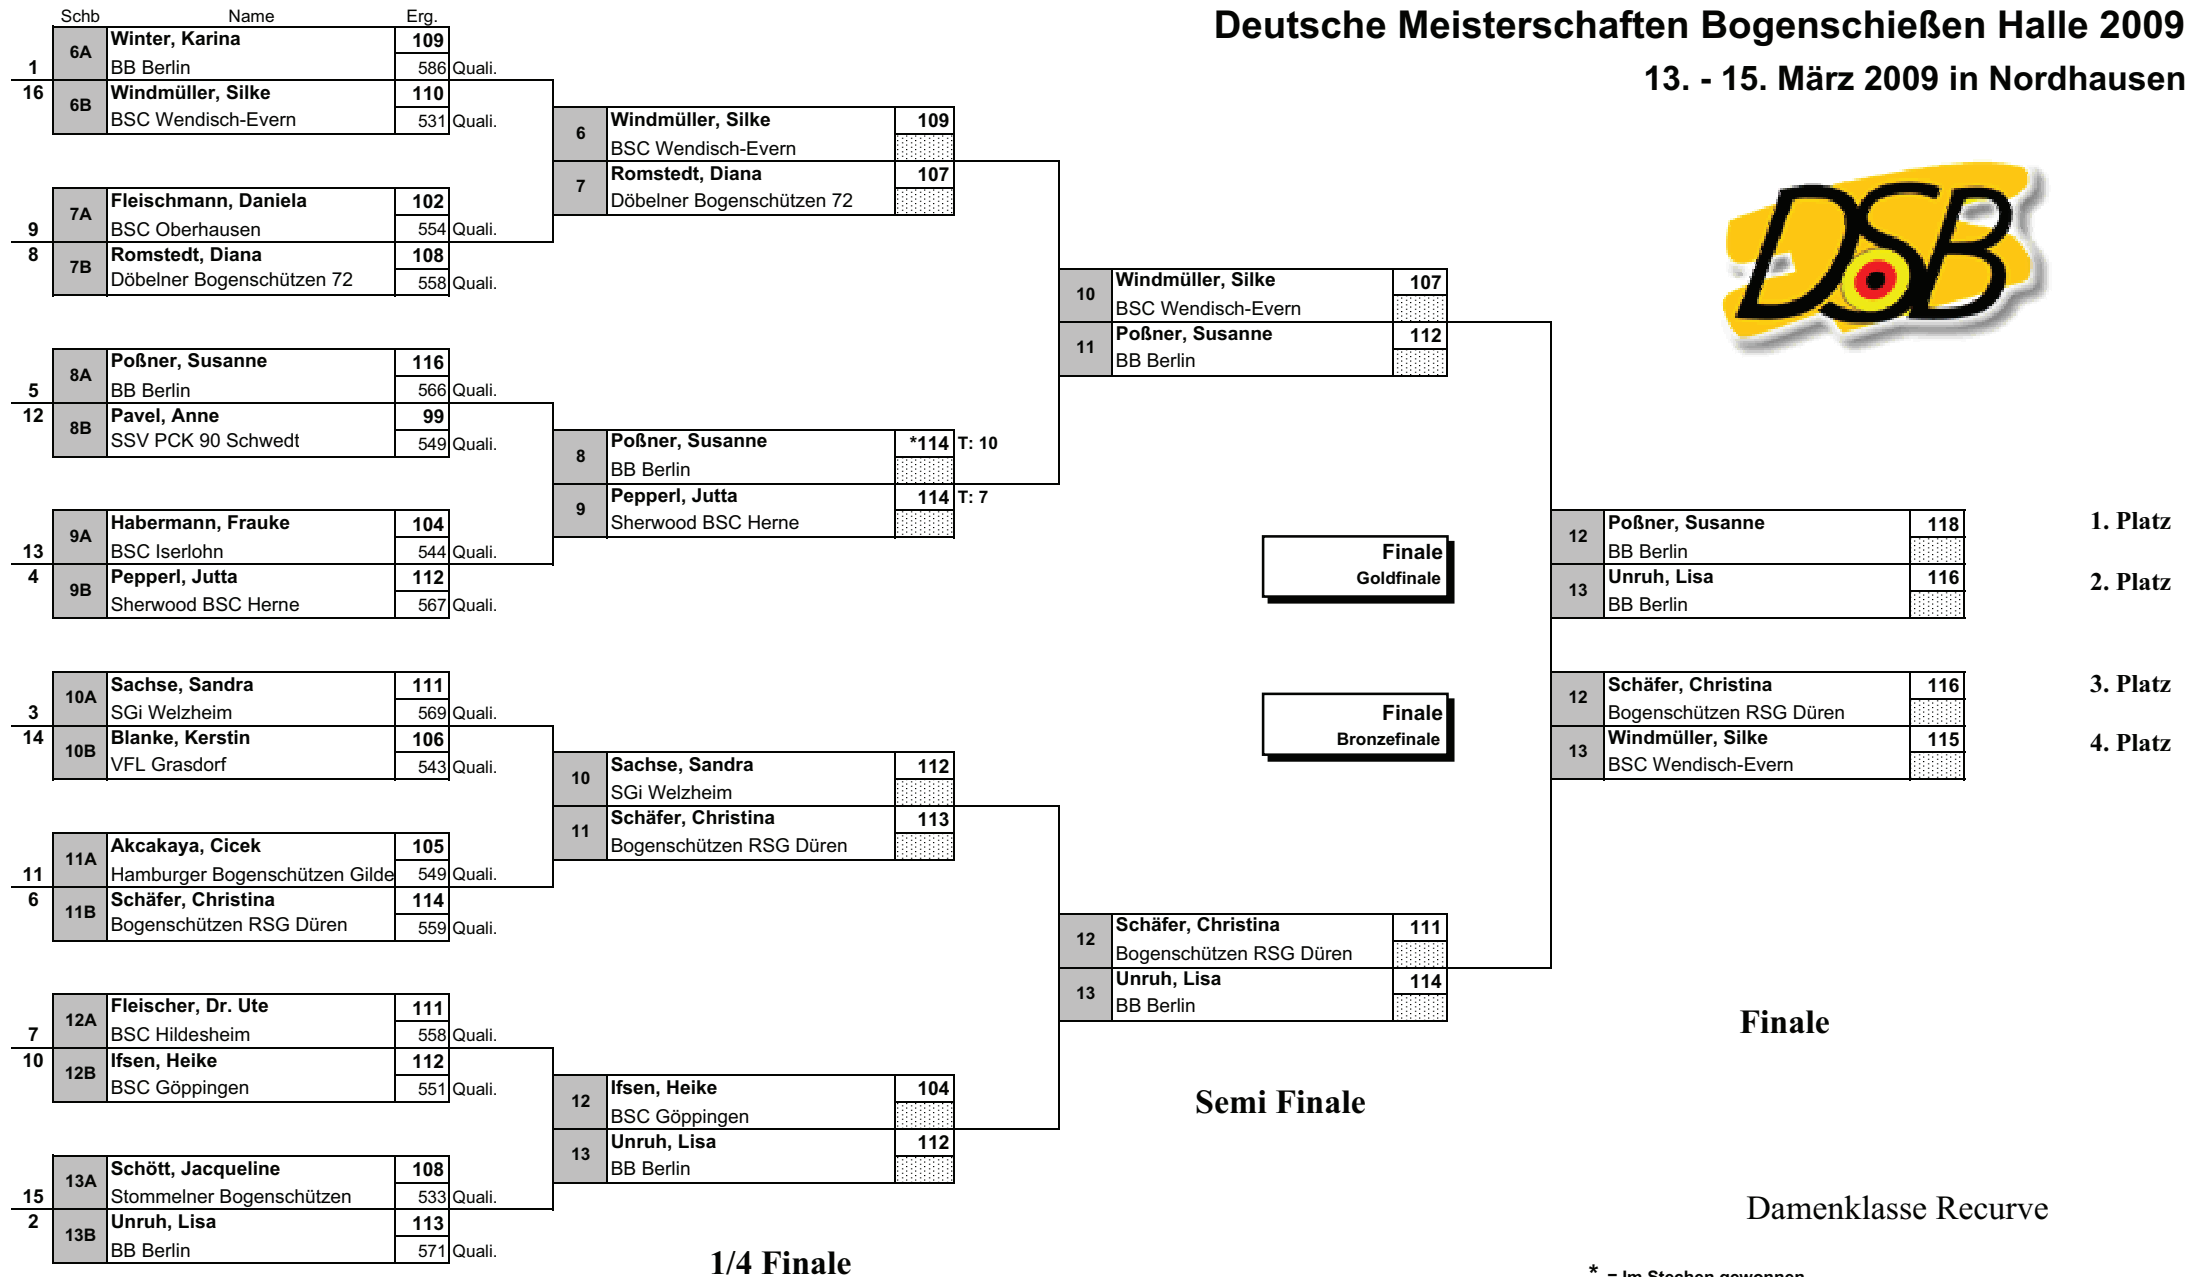 Deutsche Meisterschaften Bogenschießen Halle 2009
13. - 15. März 2009 in Nordhausen
DSB
Schb Name Erg.
6A Winter, Karina 109
1 BB Berlin 586 Quali.
16 6B Windmüller, Silke 110
BSC Wendisch-Evern 531 Quali.
7A Fleischmann, Daniela 102
9 BSC Oberhausen 554 Quali.
8 7B Romstedt, Diana 108
Döbelner Bogenschützen 72 558 Quali.
8A Poßner, Susanne 116
5 BB Berlin 566 Quali.
12 8B Pavel, Anne 99
SSV PCK 90 Schwedt 549 Quali.
9A Habermann, Frauke 104
13 BSC Iserlohn 544 Quali.
4 9B Pepperl, Jutta 112
Sherwood BSC Herne 567 Quali.
10A Sachse, Sandra 111
3 SGi Welzheim 569 Quali.
14 10B Blanke, Kerstin 106
VFL Grasdorf 543 Quali.
11A Akcakaya, Cicek 105
11 Hamburger Bogenschützen Gilde 549 Quali.
6 11B Schäfer, Christina 114
Bogenschützen RSG Düren 559 Quali.
12A Fleischer, Dr. Ute 111
7 BSC Hildesheim 558 Quali.
10 12B Ifsen, Heike 112
BSC Göppingen 551 Quali.
13A Schött, Jacqueline 108
15 Stommelner Bogenschützen 533 Quali.
2 13B Unruh, Lisa 113
BB Berlin 571 Quali.
6 Windmüller, Silke 109
BSC Wendisch-Evern
7 Romstedt, Diana 107
Döbelner Bogenschützen 72
8 Poßner, Susanne *114 T: 10
BB Berlin
9 Pepperl, Jutta 114 T: 7
Sherwood BSC Herne
10 Sachse, Sandra 112
SGi Welzheim
11 Schäfer, Christina 113
Bogenschützen RSG Düren
12 Ifsen, Heike 104
BSC Göppingen
13 Unruh, Lisa 112
BB Berlin
1/4 Finale
10 Windmüller, Silke 107
BSC Wendisch-Evern
11 Poßner, Susanne 112
BB Berlin
12 Schäfer, Christina 111
Bogenschützen RSG Düren
13 Unruh, Lisa 114
BB Berlin
Semi Finale
Finale
Goldfinale
12 Poßner, Susanne 118 1. Platz
BB Berlin
13 Unruh, Lisa 116 2. Platz
BB Berlin
Finale
Bronzefinale
12 Schäfer, Christina 116 3. Platz
Bogenschützen RSG Düren
13 Windmüller, Silke 115 4. Platz
BSC Wendisch-Evern
Finale
Damenklasse Recurve
* = Im Stechen gewonnen